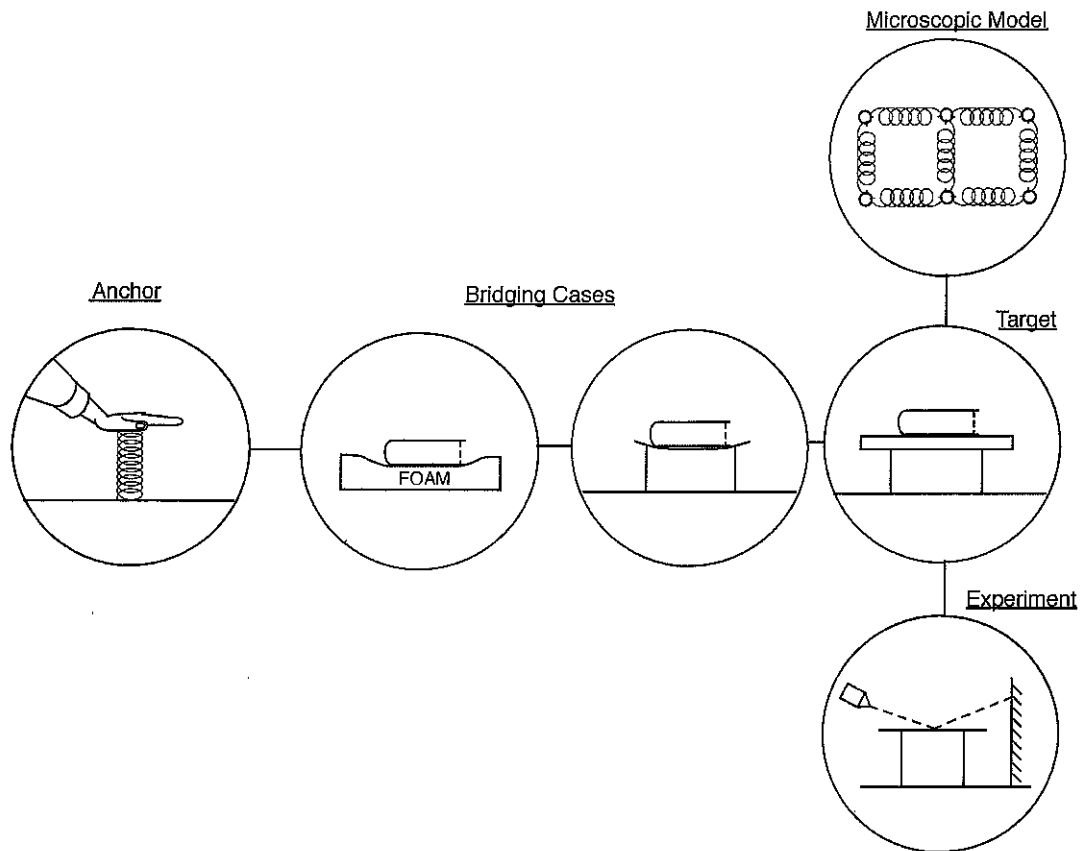 Microscopic Model
Anchor
Bridging Cases
Target
FOAM
Experiment